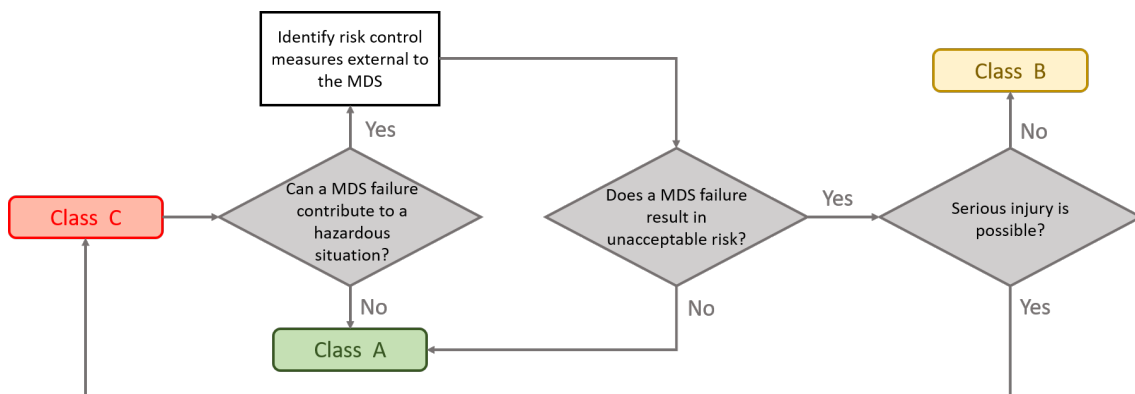 Identify risk control
measures external to
the MDS
Class B
Yes
No
Can a MDS failure
contribute to a
hazardous
situation?
Does a MDS failure
result in
unacceptable risk?
Yes
Serious injury is
possible?
Class C
No
No
Yes
Class A